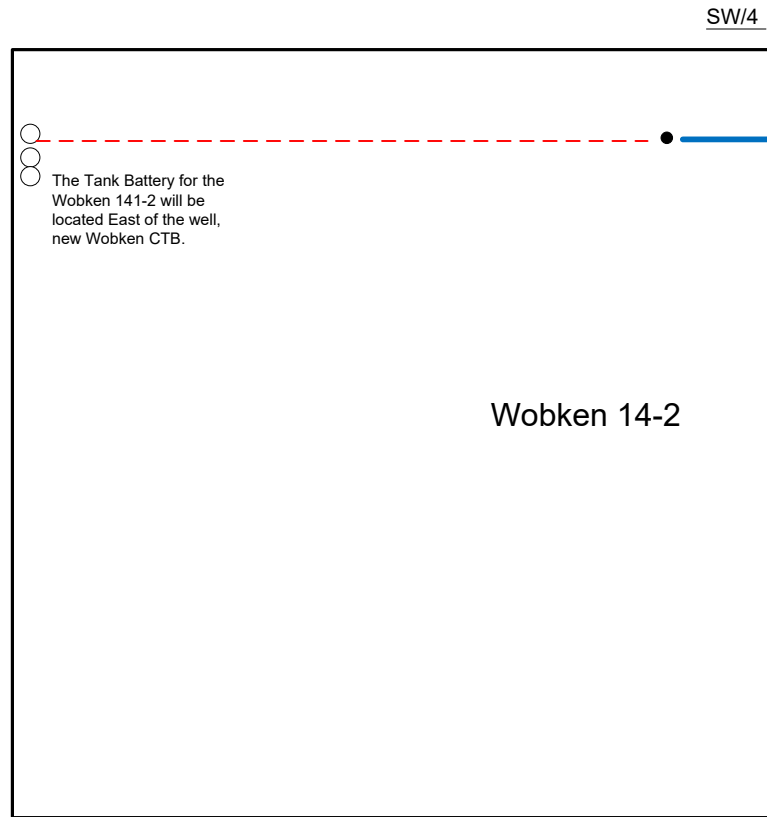 SW/4
The Tank Battery for the
Wobken 141-2 will be
located East of the well,
new Wobken CTB.
Wobken 14-2